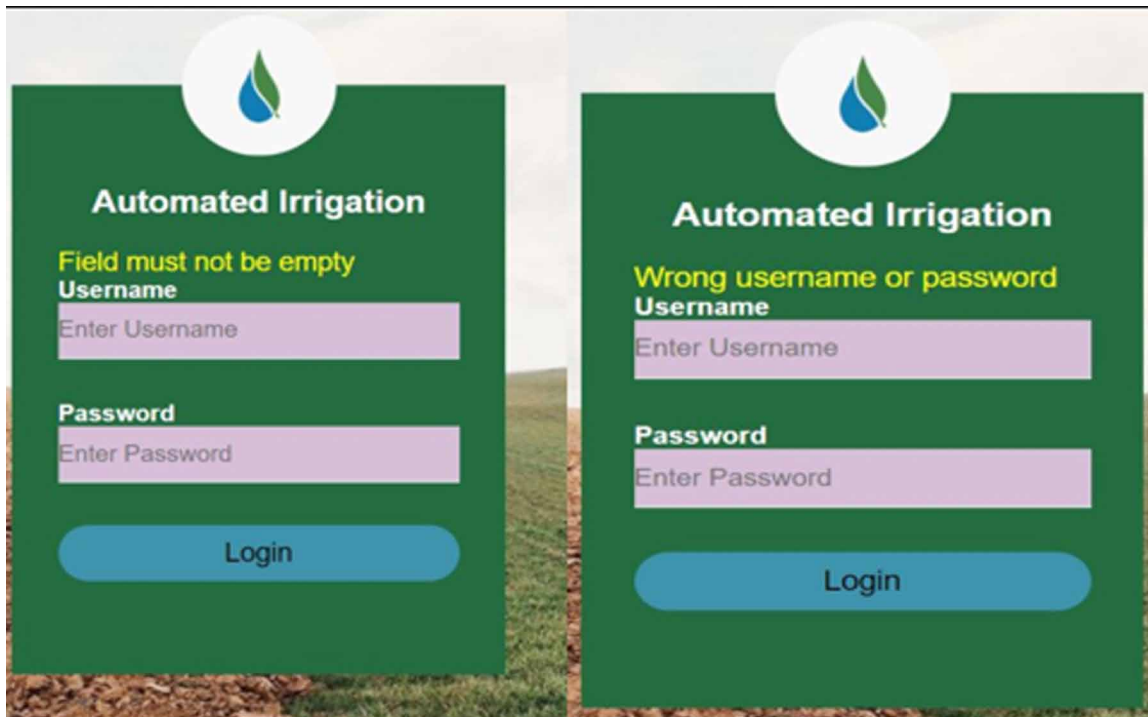 Automated Irrigation
Field must not be empty
Username
Enter Username
Password
Enter Password
Login
Automated Irrigation
Wrong username or password
Username
Enter Username
Password
Enter Password
Login